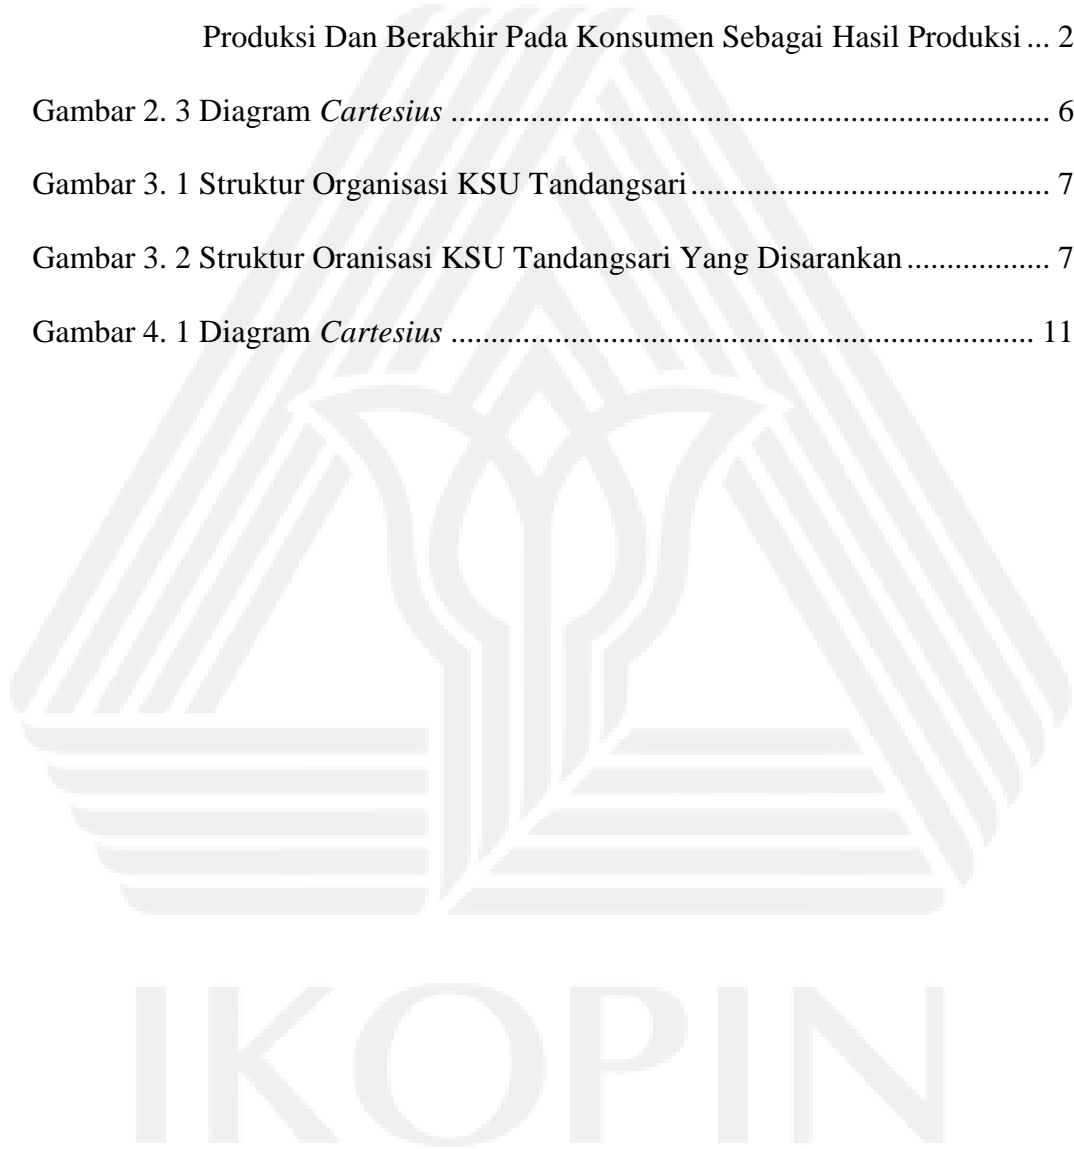 Produksi Dan Berakhir Pada Konsumen Sebagai Hasil Produksi ... 2
Gambar 2. 3 Diagram Cartesius ........................................................................... 6
Gambar 3. 1 Struktur Organisasi KSU Tandangsari ............................................. 7
Gambar 3. 2 Struktur Oranisasi KSU Tandangsari Yang Disarankan .................. 7
Gambar 4. 1 Diagram Cartesius ......................................................................... 11
IKOPIN